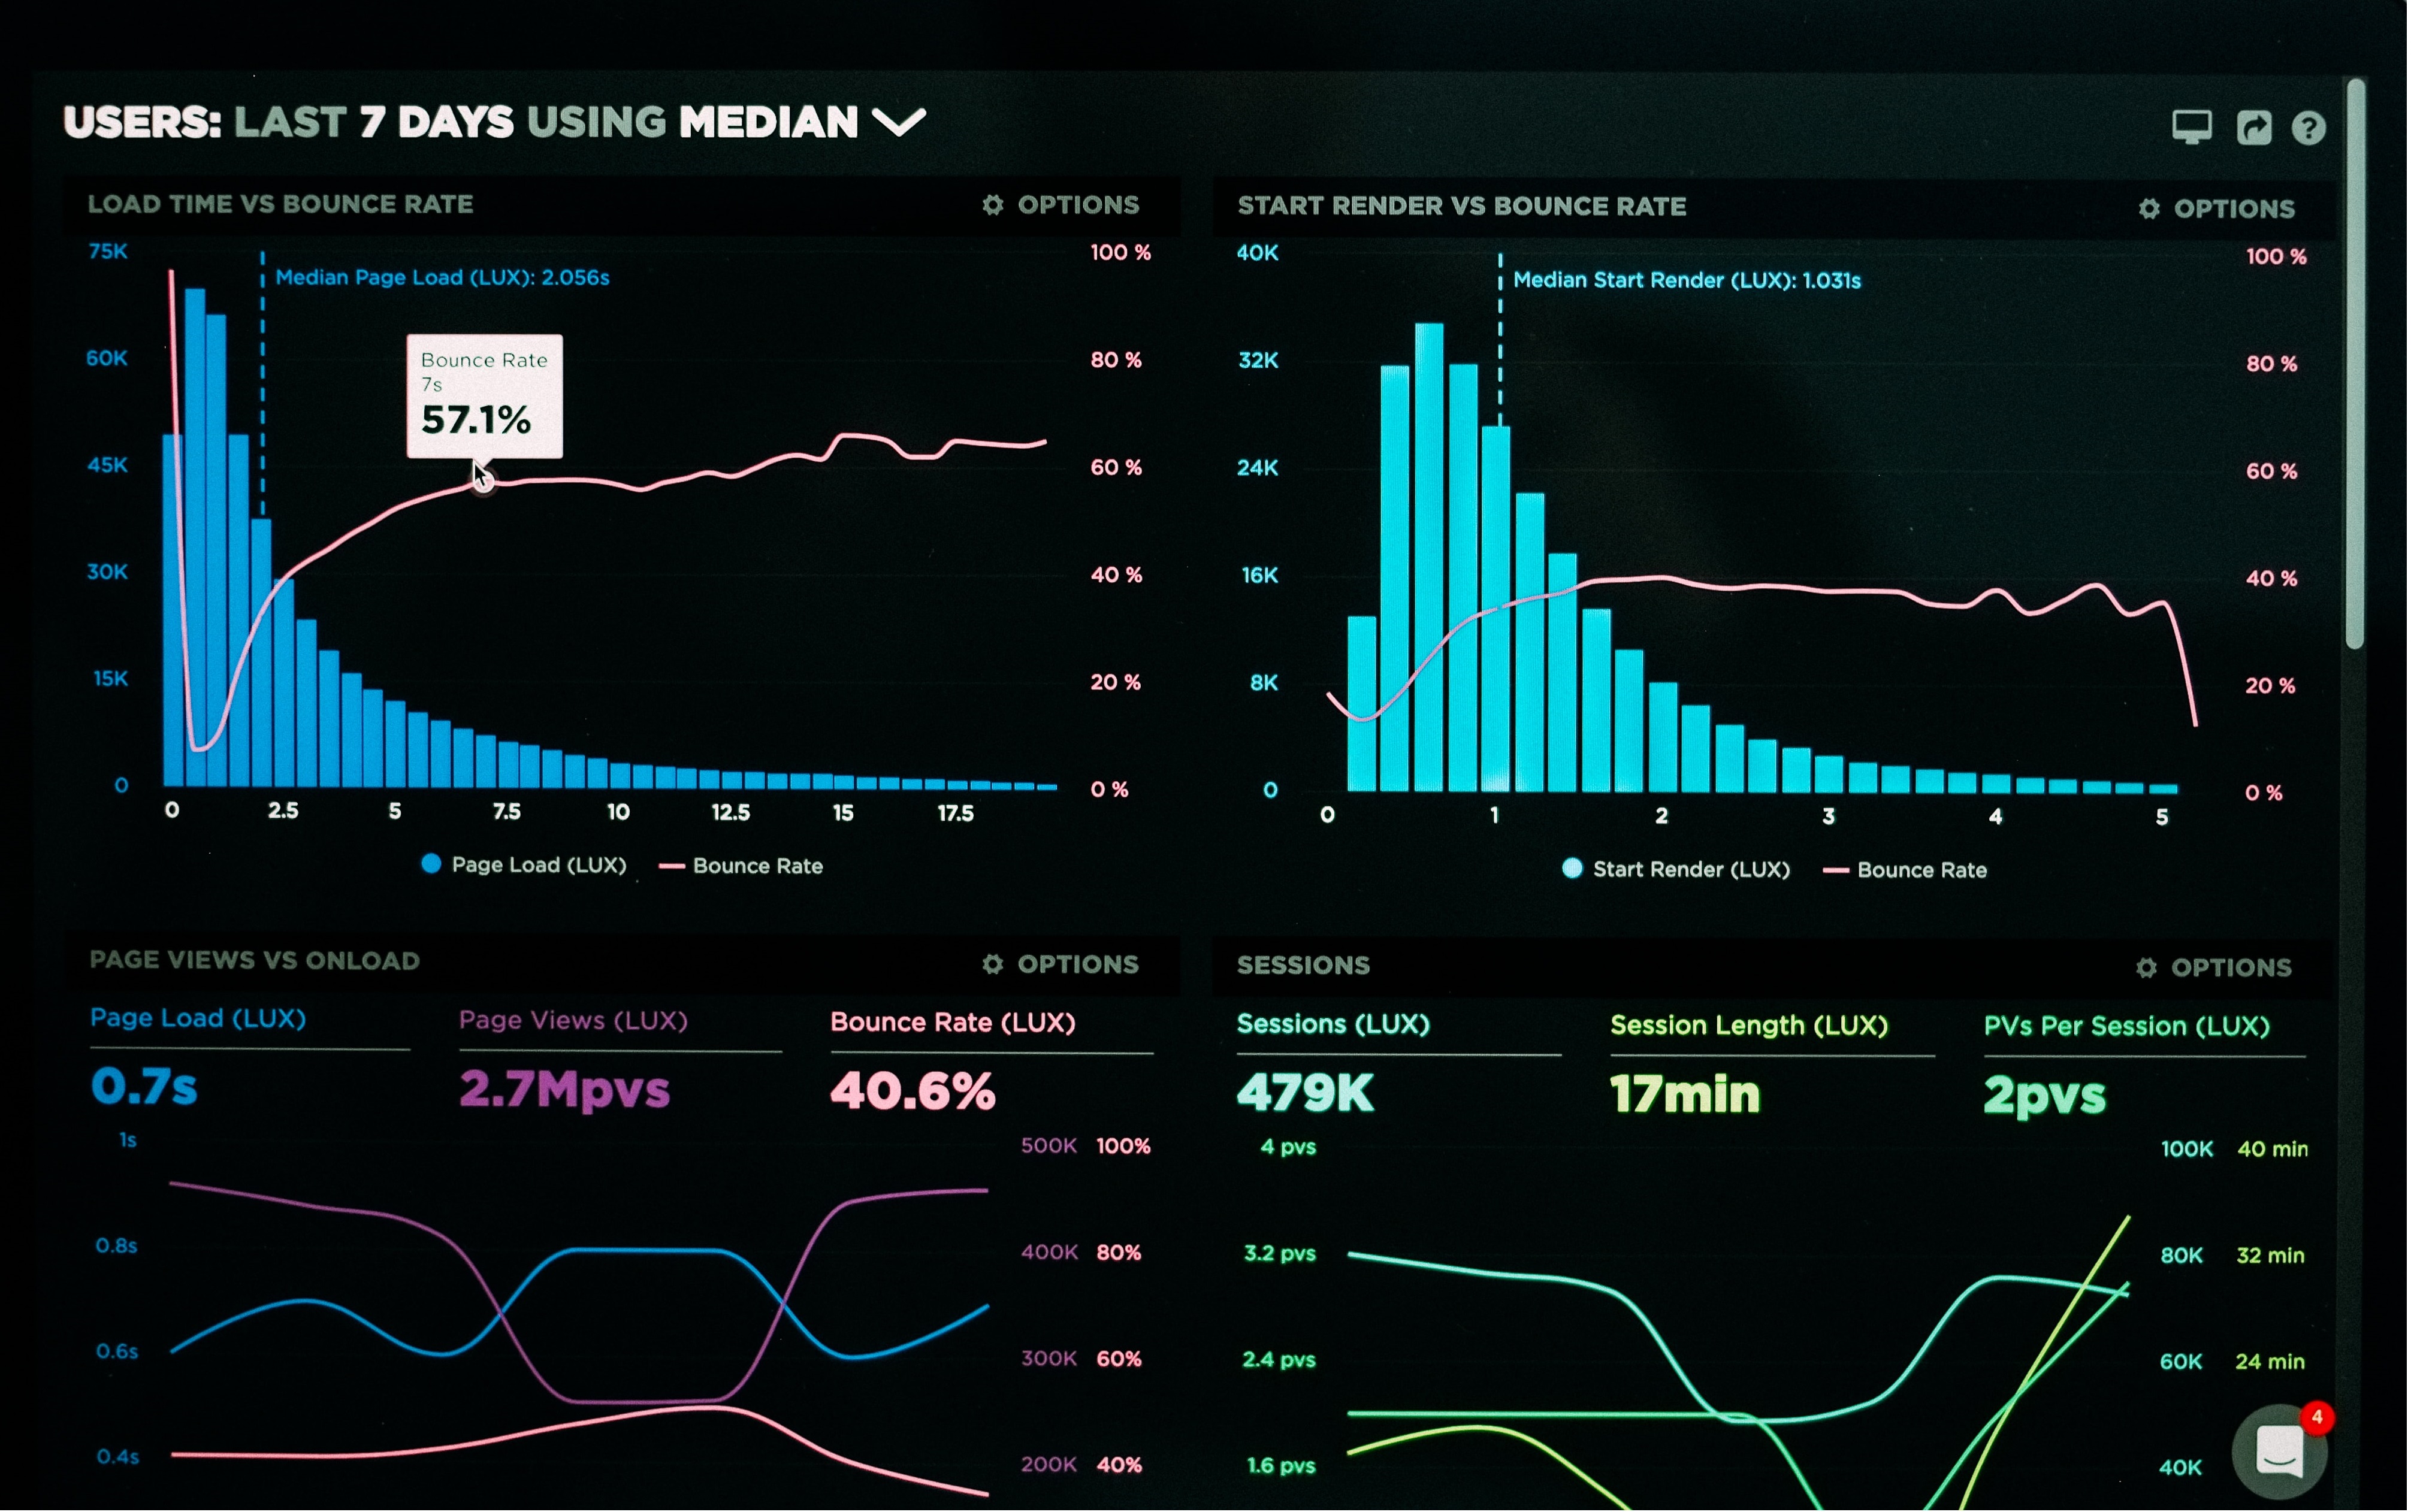 USERS: LAST 7 DAYS USING MEDIAN
LOAD TIME VS BOUNCE RATE
OPTIONS
75K
60K
45K
30K
15K
0
Median Page Load (LUX): 2.056s
Bounce Rate
7s
57.1%
100 %
80 %
60 %
40 %
20 %
0 %
0 2.5 5 7.5 10 12.5 15 17.5
Page Load (LUX) Bounce Rate
START RENDER VS BOUNCE RATE
OPTIONS
40K
32K
24K
16K
8K
0
Median Start Render (LUX): 1.031s
100 %
80 %
60 %
40 %
20 %
0 %
0 1 2 3 4 5
Start Render (LUX) Bounce Rate
PAGE VIEWS VS ONLOAD
OPTIONS
Page Load (LUX)
0.7s
Page Views (LUX)
2.7Mpvs
Bounce Rate (LUX)
40.6%
1s
0.8s
0.6s
0.4s
500K 100%
400K 80%
300K 60%
200K 40%
SESSIONS
OPTIONS
Sessions (LUX)
479K
Session Length (LUX)
17min
PVs Per Session (LUX)
2pvs
4 pvs
3.2 pvs
2.4 pvs
1.6 pvs
100K 40 min
80K 32 min
60K 24 min
40K
4